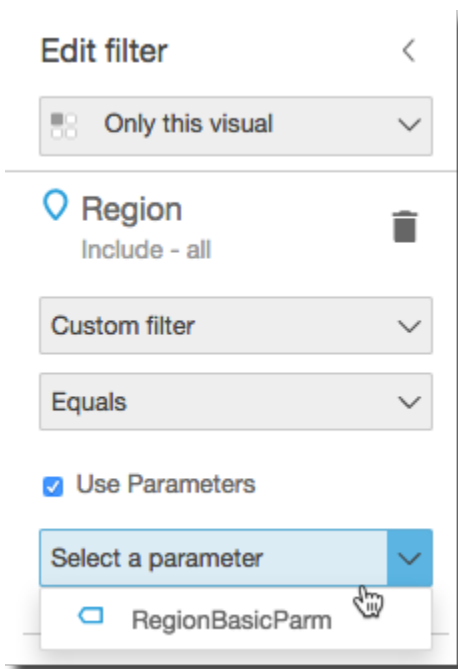 Edit filter
Only this visual
Region
Include - all
Custom filter
Equals
Use Parameters
Select a parameter
RegionBasicParm